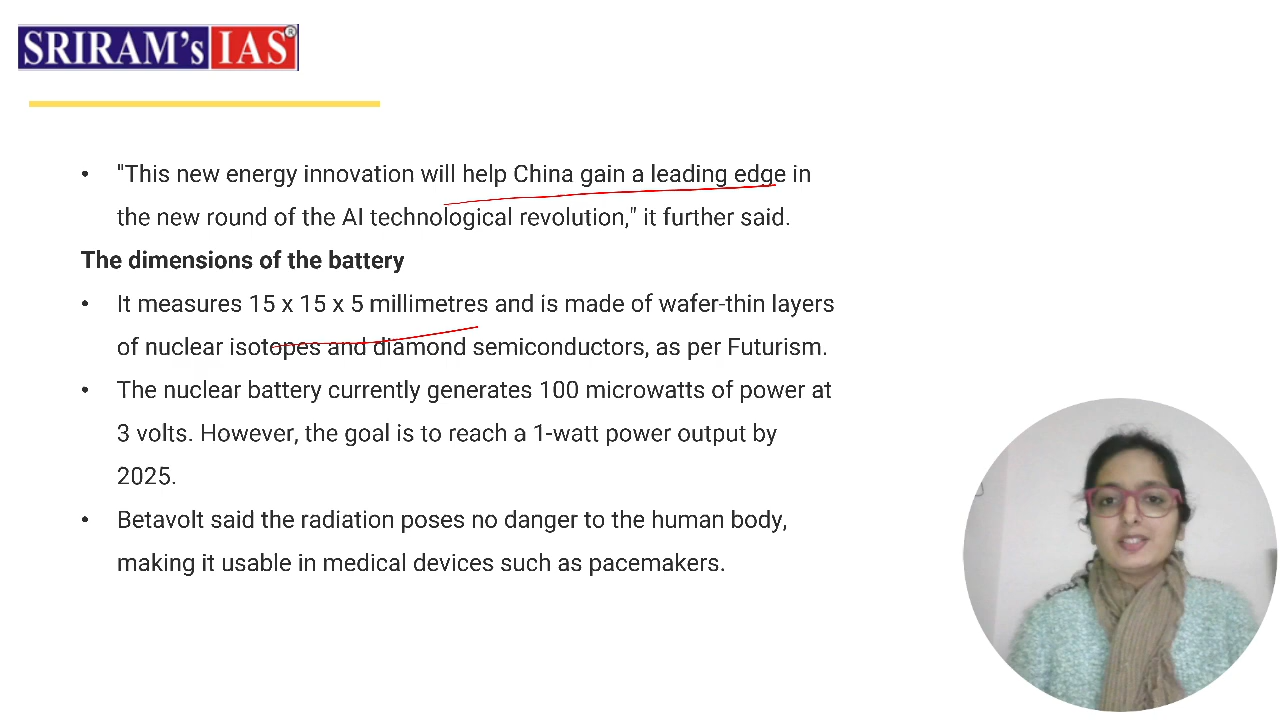 SRIRAM's IAS®
• "This new energy innovation will help China gain a leading edge in
the new round of the AI technological revolution," it further said.
The dimensions of the battery
• It measures 15 x 15 x 5 millimetres and is made of wafer-thin layers
of nuclear isotopes and diamond semiconductors, as per Futurism.
• The nuclear battery currently generates 100 microwatts of power at
3 volts. However, the goal is to reach a 1-watt power output by
2025.
• Betavolt said the radiation poses no danger to the human body,
making it usable in medical devices such as pacemakers.